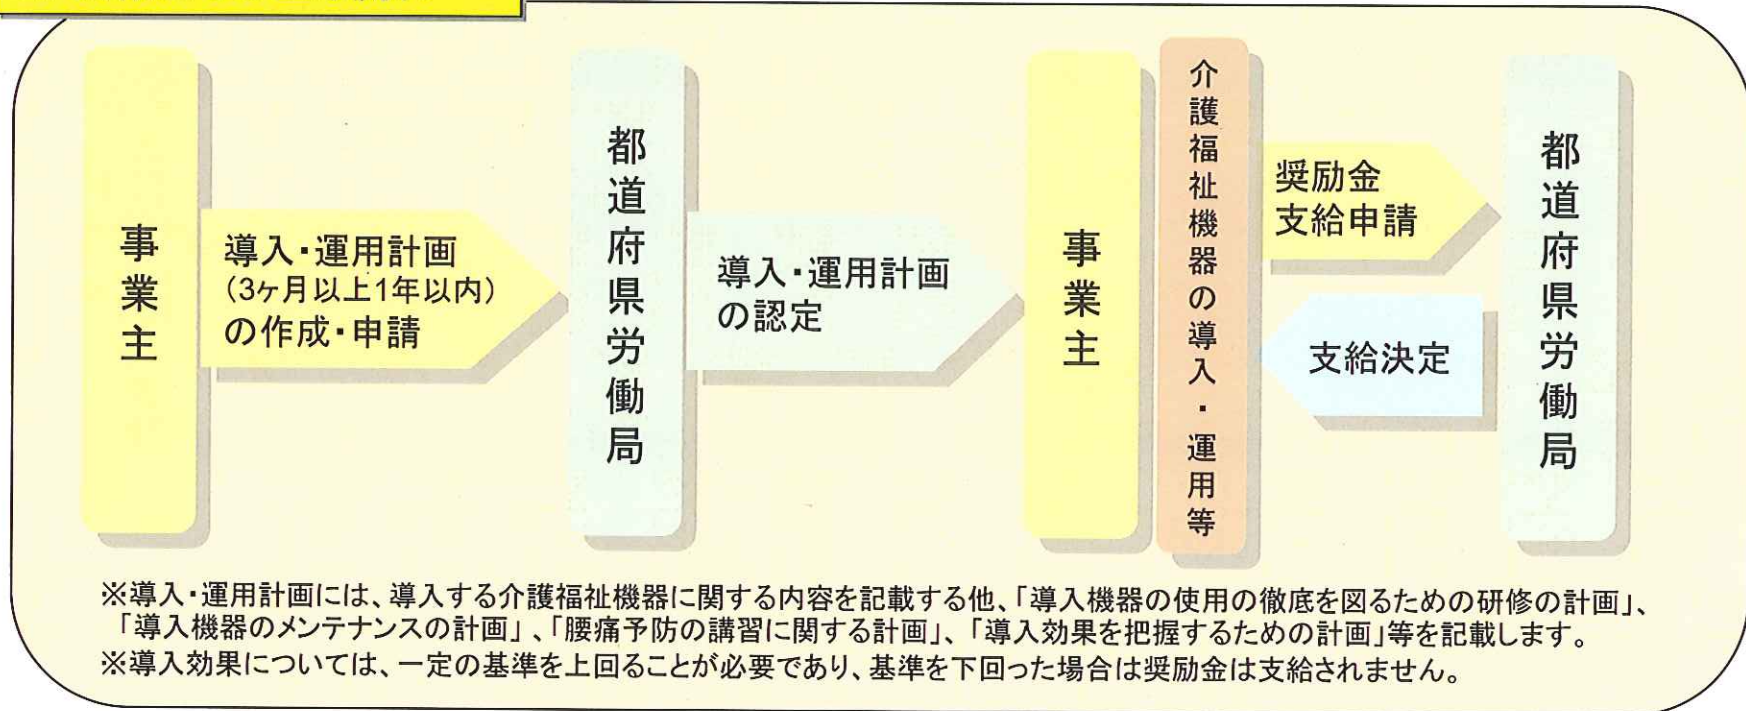 事業主
導入・運用計画
（3ヶ月以上1年以内）
の作成・申請
都道府県労働局
導入・運用計画
の認定
事業主
介護福祉機器の導入・運用等
奨励金
支給申請
支給決定
都道府県労働局
※導入・運用計画には、導入する介護福祉機器に関する内容を記載する他、「導入機器の使用の徹底を図るための研修の計画」、
「導入機器のメンテナンスの計画」、「腰痛予防の講習に関する計画」、「導入効果を把握するための計画」等を記載します。
※導入効果については、一定の基準を上回ることが必要であり、基準を下回った場合は奨励金は支給されません。